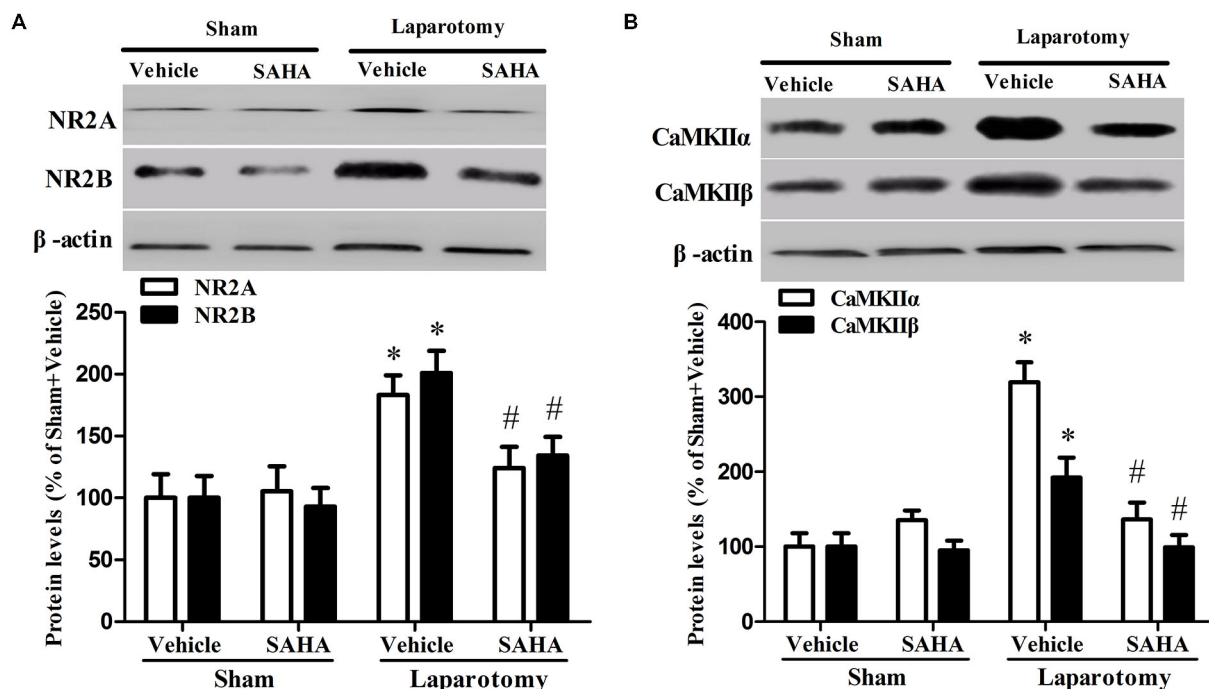 A
Sham Laparotomy
Vehicle SAHA Vehicle SAHA
NR2A
NR2B
β -actin
NR2A
NR2B
Protein levels (% of Sham+Vehicle)
250
200
150
100
50
0
* *
# #
Vehicle SAHA Vehicle SAHA
Sham Laparotomy
B
Sham Laparotomy
Vehicle SAHA Vehicle SAHA
CaMKIIα
CaMKIIβ
β -actin
CaMKIIα
CaMKIIβ
Protein levels (% of Sham+Vehicle)
400
300
200
100
0
*
*
#
#
Vehicle SAHA Vehicle SAHA
Sham Laparotomy